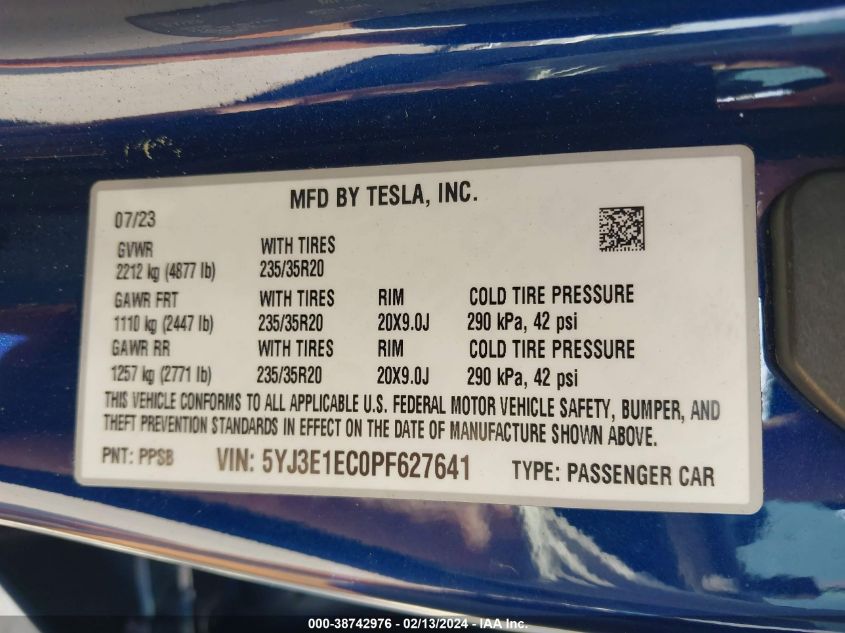 MFD BY TESLA, INC.
07/23
GVWR WITH TIRES
2212 kg (4877 lb) 235/35R20
GAWR FRT WITH TIRES RIM COLD TIRE PRESSURE
1110 kg (2447 lb) 235/35R20 20X9.0J 290 kPa, 42 psi
GAWR RR WITH TIRES RIM COLD TIRE PRESSURE
1257 kg (2771 lb) 235/35R20 20X9.0J 290 kPa, 42 psi
THIS VEHICLE CONFORMS TO ALL APPLICABLE U.S. FEDERAL MOTOR VEHICLE SAFETY, BUMPER, AND
THEFT PREVENTION STANDARDS IN EFFECT ON THE DATE OF MANUFACTURE SHOWN ABOVE.
PNT: PPSB VIN: 5YJ3E1EC0PF627641 TYPE: PASSENGER CAR
000-38742976 - 02/13/2024 - IAA Inc.